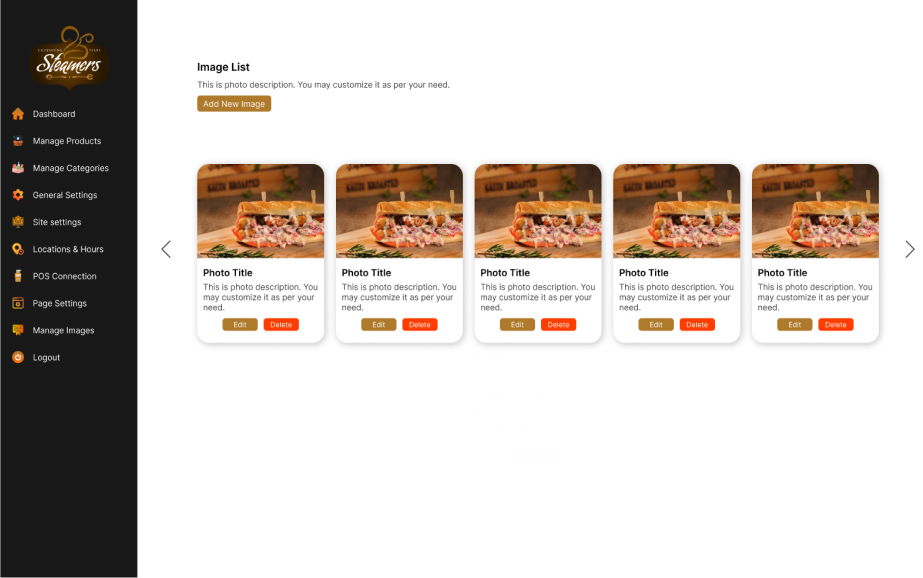 Steamers
Dashboard
Manage Products
Manage Categories
General Settings
Site settings
Locations & Hours
POS Connection
Page Settings
Manage Images
Logout
Image List
This is photo description. You may customize it as per your need.
Add New Image
Photo Title
This is photo description. You
may customize it as per your
need.
Edit Delete
Photo Title
This is photo description. You
may customize it as per your
need.
Edit Delete
Photo Title
This is photo description. You
may customize it as per your
need.
Edit Delete
Photo Title
This is photo description. You
may customize it as per your
need.
Edit Delete
Photo Title
This is photo description. You
may customize it as per your
need.
Edit Delete